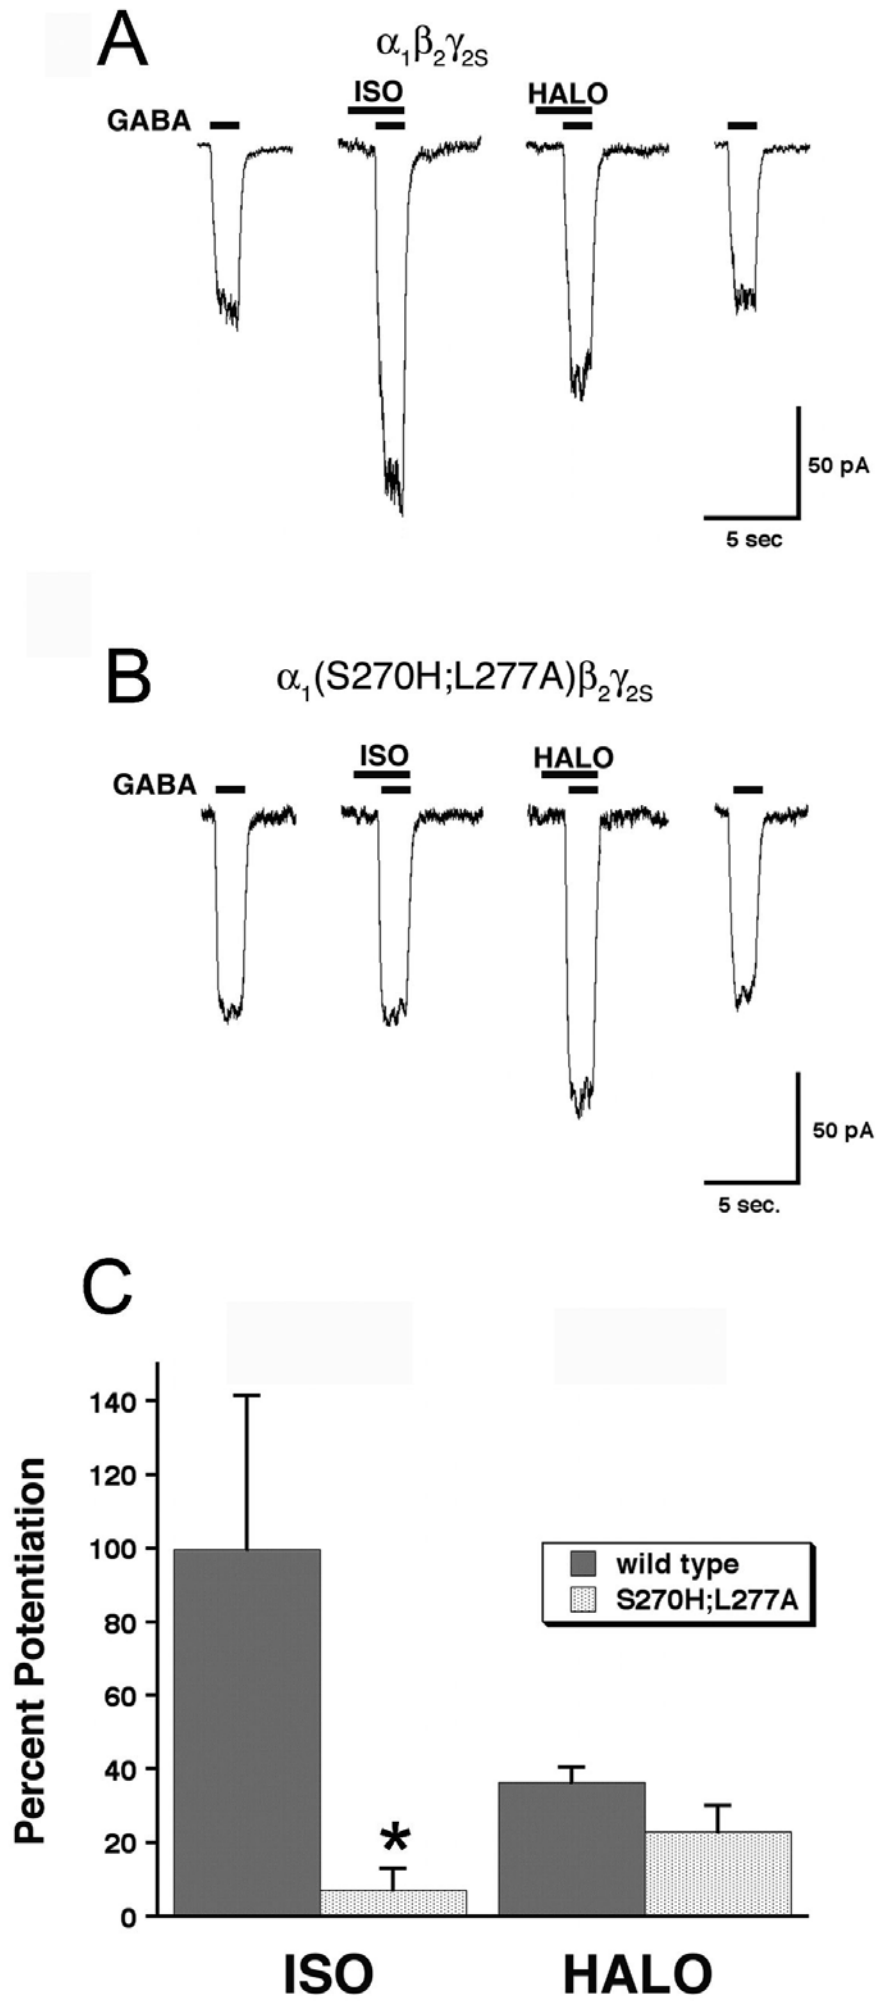 A
α1β2γ2S
ISO
HALO
GABA
50 pA
5 sec
B
α1(S270H;L277A)β2γ2S
ISO
HALO
GABA
50 pA
5 sec.
C
Percent Potentiation
140
120
100
80
60
40
20
0
wild type
S270H;L277A
*
ISO
HALO